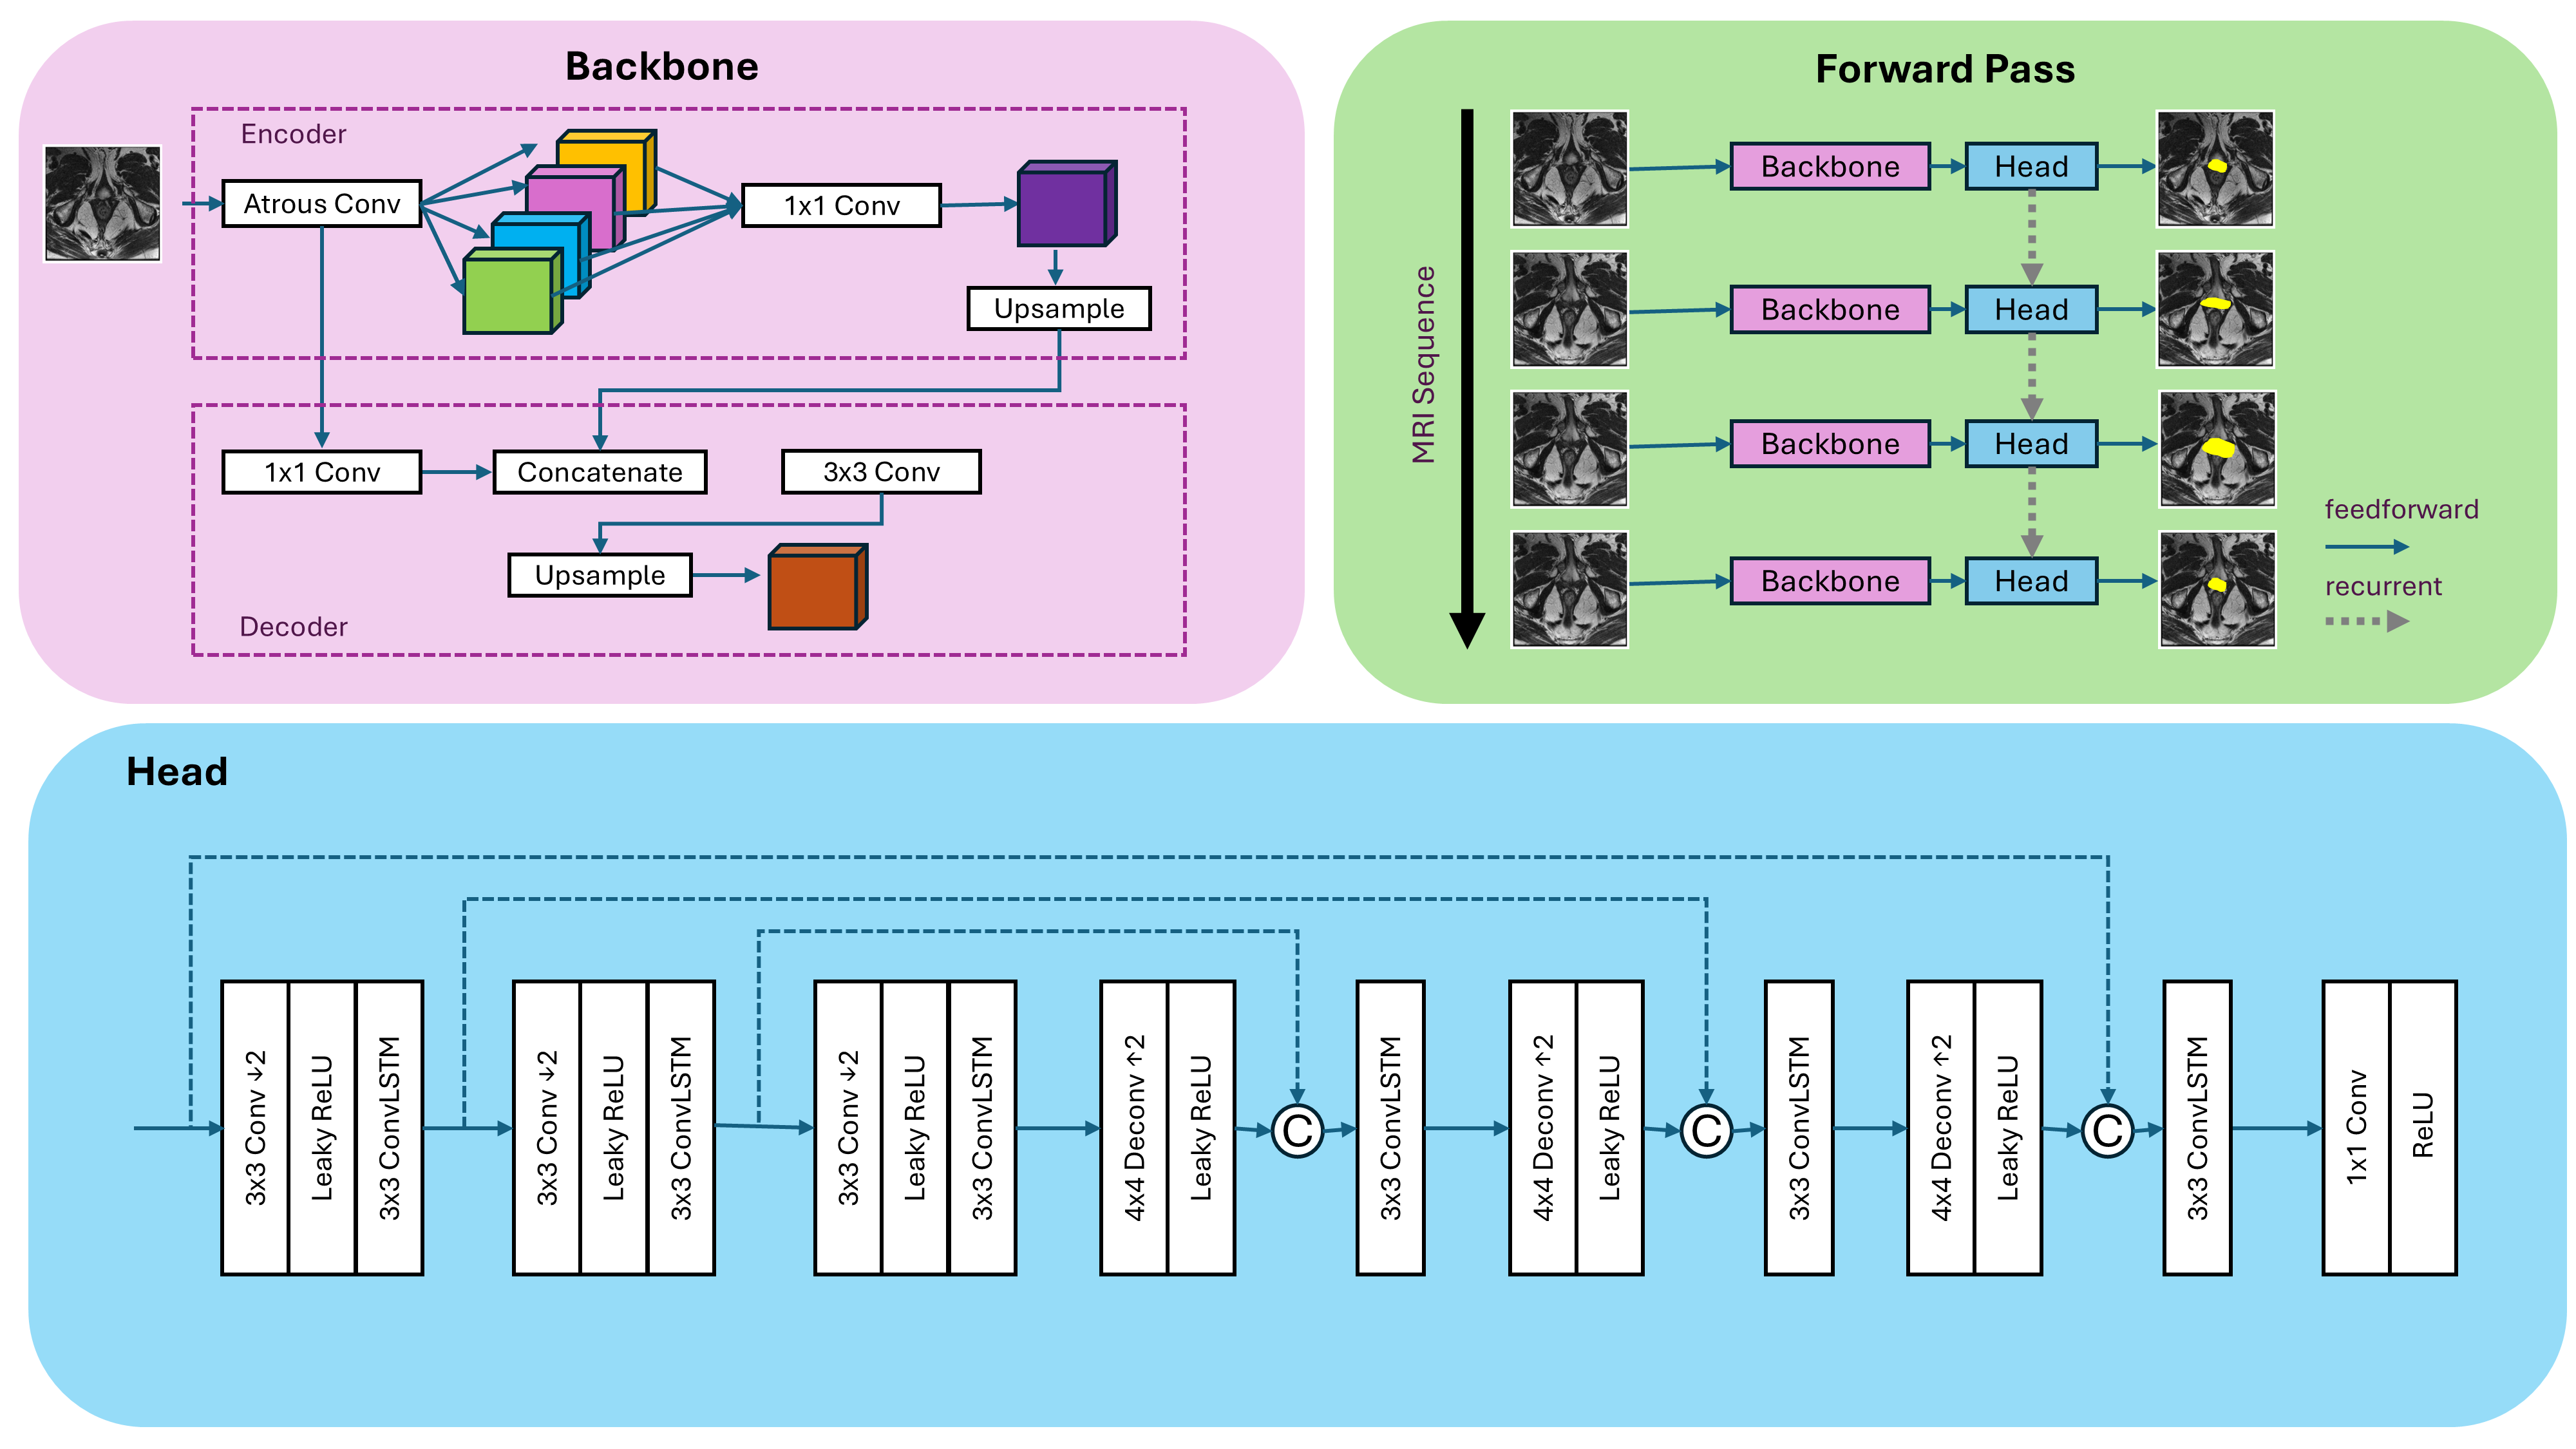 Backbone
Encoder
Atrous Conv
1x1 Conv
Upsample
1x1 Conv
Concatenate
3x3 Conv
Upsample
Decoder
Forward Pass
MRI Sequence
Backbone
Head
Backbone
Head
Backbone
Head
Backbone
Head
feedforward
recurrent
Head
3x3 Conv ↓2
Leaky ReLU
3x3 ConvLSTM
3x3 Conv ↓2
Leaky ReLU
3x3 ConvLSTM
3x3 Conv ↓2
Leaky ReLU
3x3 ConvLSTM
4x4 Deconv ↑2
Leaky ReLU
C
3x3 ConvLSTM
4x4 Deconv ↑2
Leaky ReLU
C
3x3 ConvLSTM
4x4 Deconv ↑2
Leaky ReLU
C
3x3 ConvLSTM
1x1 Conv
ReLU